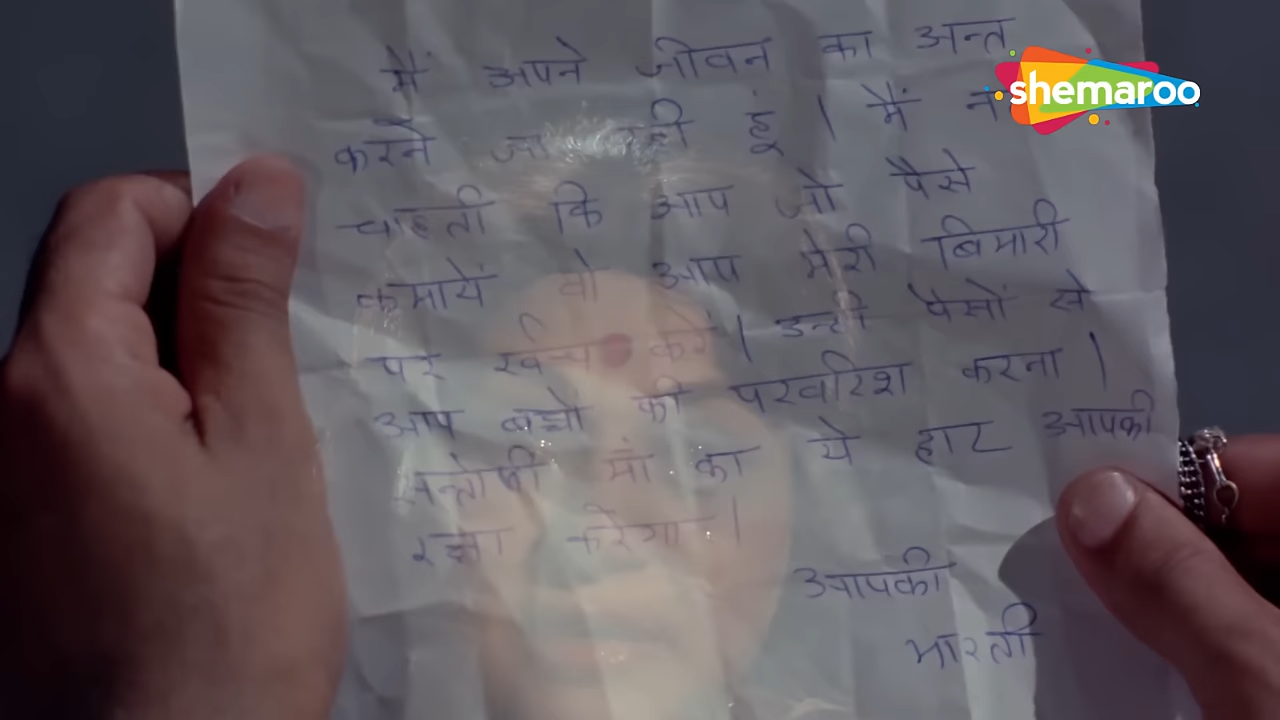 shemaroo
मैं अपने जीवन का अन्त
करने जा रही हूं । मैं न
चाहती कि आप जो पैसे
कमायें वो आप मेरी बिमारी
पर खर्च करें । उन्ही पैसों से
आप बच्चो की परवरिश करना ।
सन्तोषी मां का ये हार आपकी
रक्षा करेगा ।
आपकी
भारती